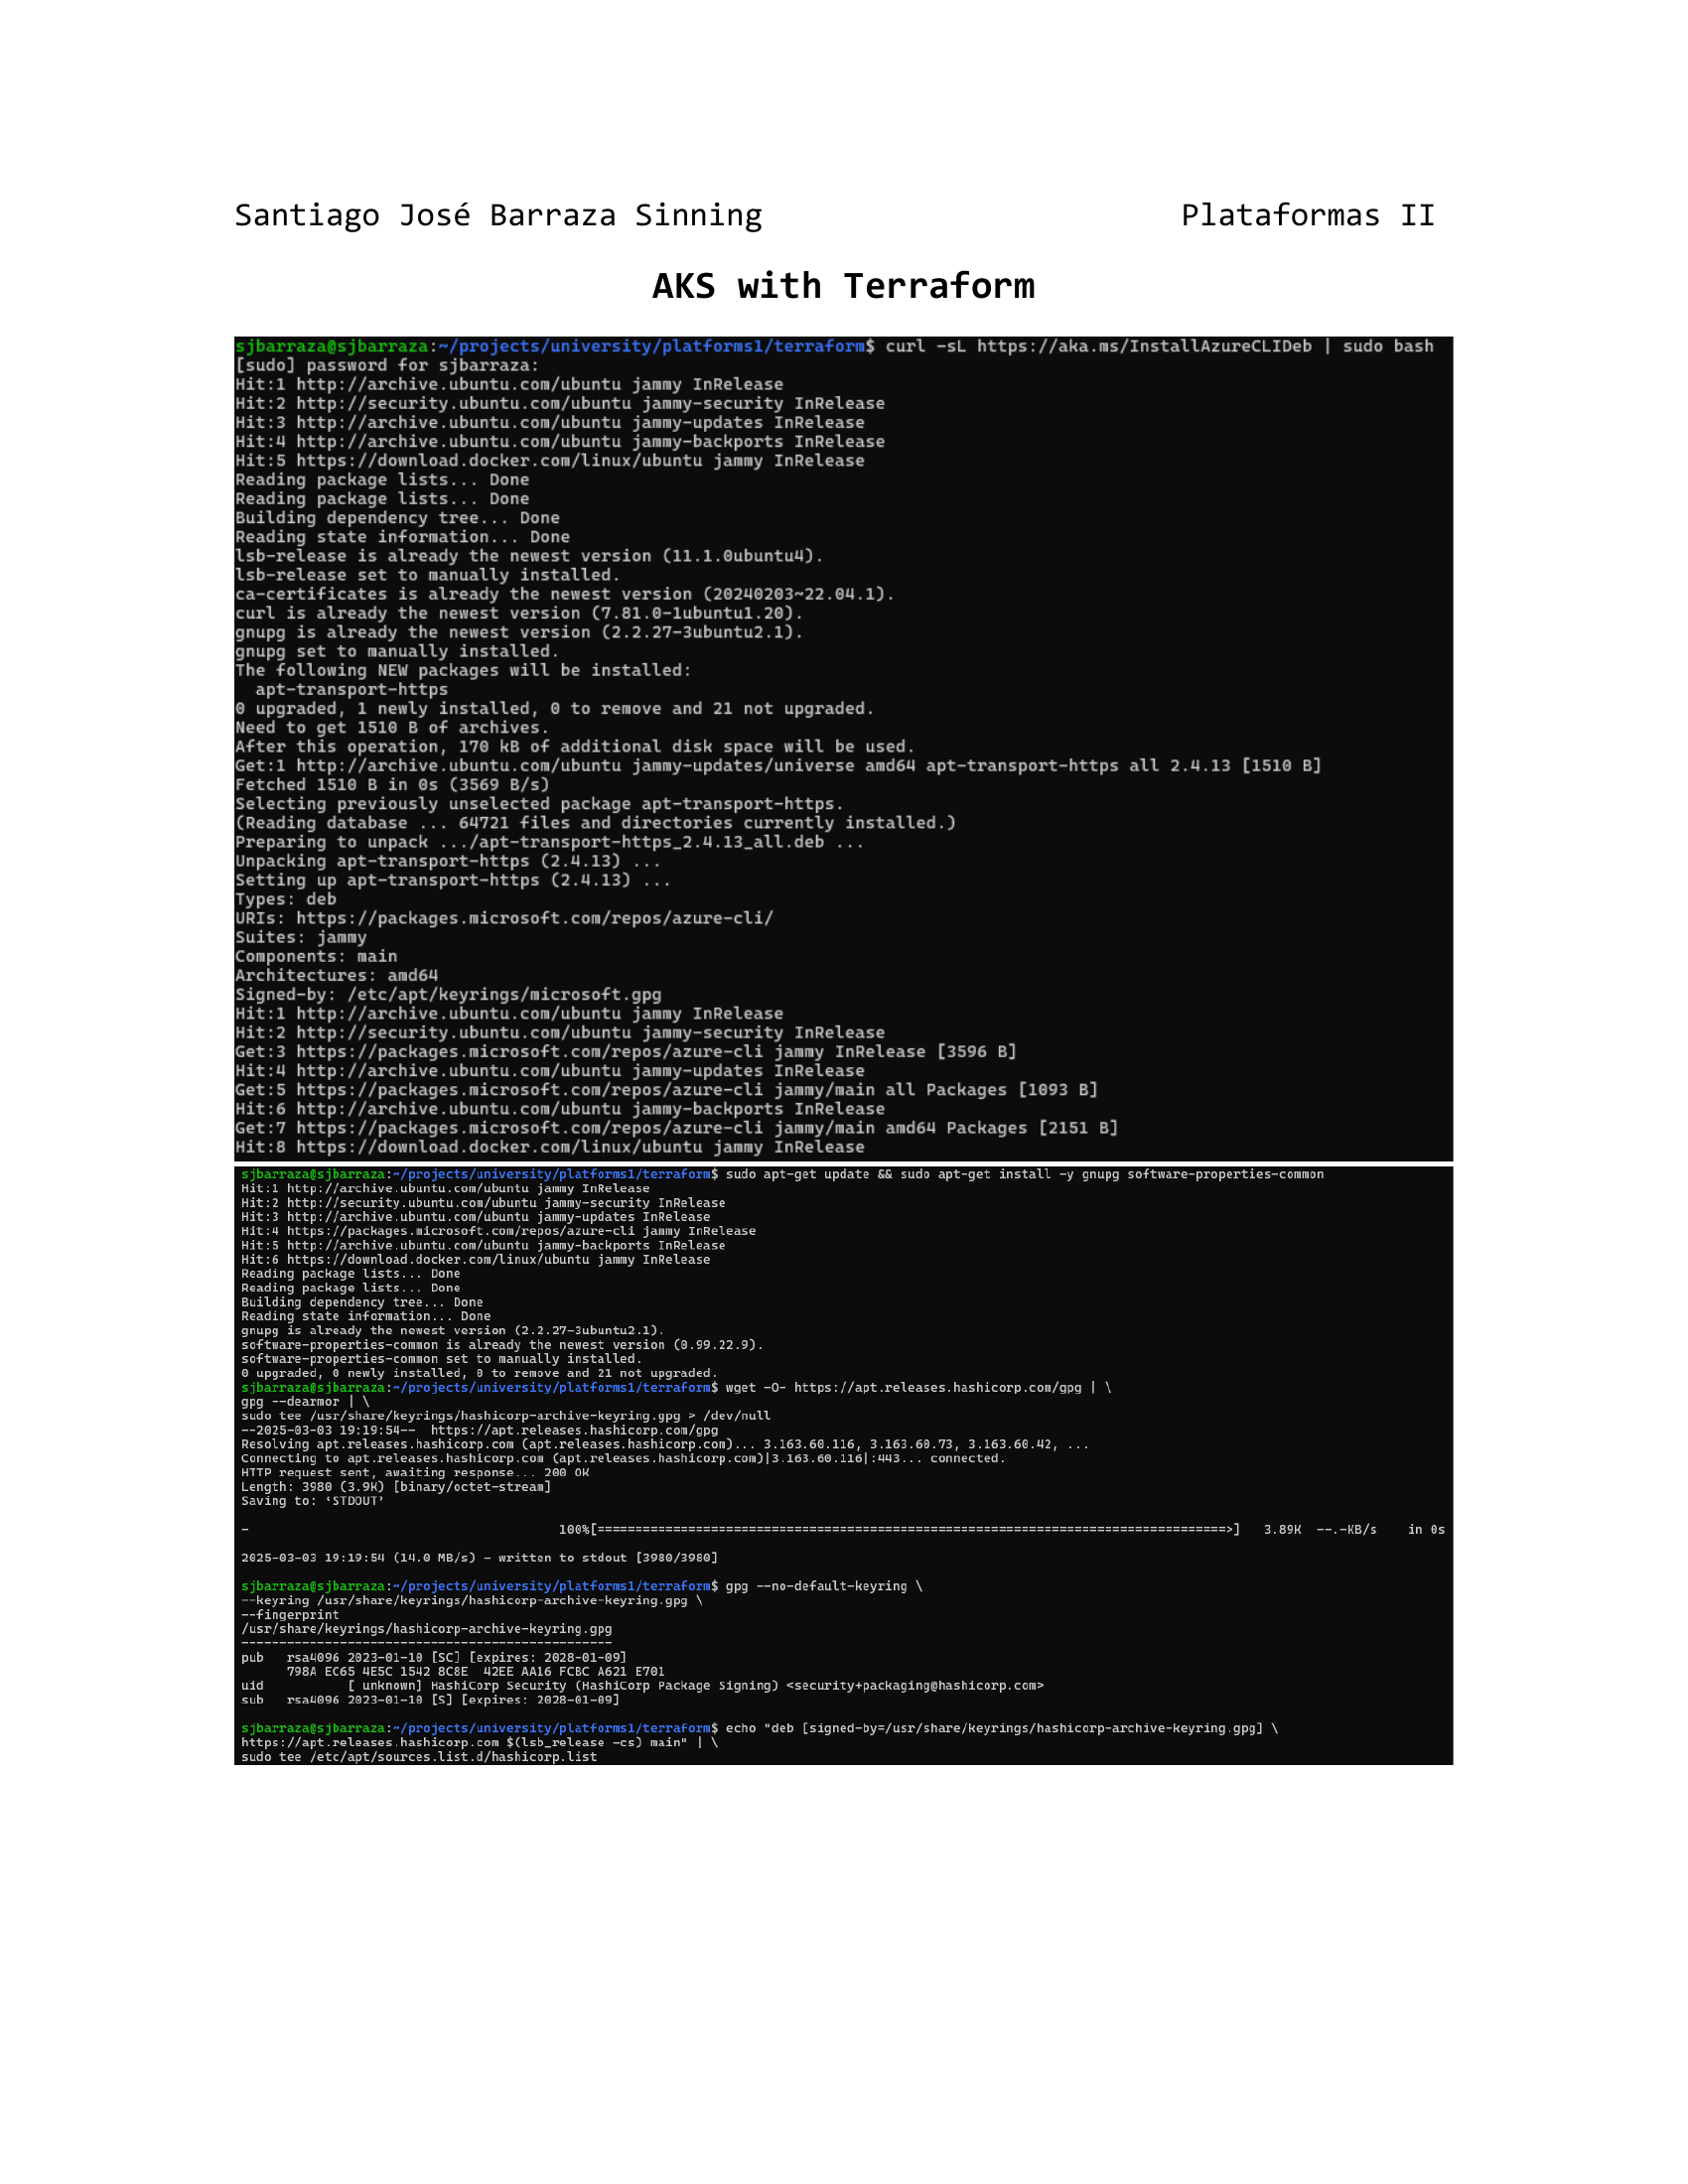 Santiago José Barraza Sinning Plataformas II
AKS with Terraform
sjbarraza@sjbarraza:~/projects/university/platforms1/terraform$ curl -sL https://aka.ms/InstallAzureCLIDeb | sudo bash
[sudo] password for sjbarraza:
Hit:1 http://archive.ubuntu.com/ubuntu jammy InRelease
Hit:2 http://security.ubuntu.com/ubuntu jammy-security InRelease
Hit:3 http://archive.ubuntu.com/ubuntu jammy-updates InRelease
Hit:4 http://archive.ubuntu.com/ubuntu jammy-backports InRelease
Hit:5 https://download.docker.com/linux/ubuntu jammy InRelease
Reading package lists... Done
Reading package lists... Done
Building dependency tree... Done
Reading state information... Done
lsb-release is already the newest version (11.1.0ubuntu4).
lsb-release set to manually installed.
ca-certificates is already the newest version (20240203~22.04.1).
curl is already the newest version (7.81.0-1ubuntu1.20).
gnupg is already the newest version (2.2.27-3ubuntu2.1).
gnupg set to manually installed.
The following NEW packages will be installed:
  apt-transport-https
0 upgraded, 1 newly installed, 0 to remove and 21 not upgraded.
Need to get 1510 B of archives.
After this operation, 170 kB of additional disk space will be used.
Get:1 http://archive.ubuntu.com/ubuntu jammy-updates/universe amd64 apt-transport-https all 2.4.13 [1510 B]
Fetched 1510 B in 0s (3569 B/s)
Selecting previously unselected package apt-transport-https.
(Reading database ... 64721 files and directories currently installed.)
Preparing to unpack .../apt-transport-https_2.4.13_all.deb ...
Unpacking apt-transport-https (2.4.13) ...
Setting up apt-transport-https (2.4.13) ...
Types: deb
URIs: https://packages.microsoft.com/repos/azure-cli/
Suites: jammy
Components: main
Architectures: amd64
Signed-by: /etc/apt/keyrings/microsoft.gpg
Hit:1 http://archive.ubuntu.com/ubuntu jammy InRelease
Hit:2 http://security.ubuntu.com/ubuntu jammy-security InRelease
Get:3 https://packages.microsoft.com/repos/azure-cli jammy InRelease [3596 B]
Hit:4 http://archive.ubuntu.com/ubuntu jammy-updates InRelease
Get:5 https://packages.microsoft.com/repos/azure-cli jammy/main all Packages [1093 B]
Hit:6 http://archive.ubuntu.com/ubuntu jammy-backports InRelease
Get:7 https://packages.microsoft.com/repos/azure-cli jammy/main amd64 Packages [2151 B]
Hit:8 https://download.docker.com/linux/ubuntu jammy InRelease
sjbarraza@sjbarraza:~/projects/university/platforms1/terraform$ sudo apt-get update && sudo apt-get install -y gnupg software-properties-common
Hit:1 http://archive.ubuntu.com/ubuntu jammy InRelease
Hit:2 http://security.ubuntu.com/ubuntu jammy-security InRelease
Hit:3 http://archive.ubuntu.com/ubuntu jammy-updates InRelease
Hit:4 https://packages.microsoft.com/repos/azure-cli jammy InRelease
Hit:5 http://archive.ubuntu.com/ubuntu jammy-backports InRelease
Hit:6 https://download.docker.com/linux/ubuntu jammy InRelease
Reading package lists... Done
Reading package lists... Done
Building dependency tree... Done
Reading state information... Done
gnupg is already the newest version (2.2.27-3ubuntu2.1).
software-properties-common is already the newest version (0.99.22.9).
software-properties-common set to manually installed.
0 upgraded, 0 newly installed, 0 to remove and 21 not upgraded.
sjbarraza@sjbarraza:~/projects/university/platforms1/terraform$ wget -O- https://apt.releases.hashicorp.com/gpg | \
gpg --dearmor | \
sudo tee /usr/share/keyrings/hashicorp-archive-keyring.gpg > /dev/null
--2025-03-03 19:19:54--  https://apt.releases.hashicorp.com/gpg
Resolving apt.releases.hashicorp.com (apt.releases.hashicorp.com)... 3.163.60.116, 3.163.60.73, 3.163.60.42, ...
Connecting to apt.releases.hashicorp.com (apt.releases.hashicorp.com)|3.163.60.116|:443... connected.
HTTP request sent, awaiting response... 200 OK
Length: 3980 (3.9K) [binary/octet-stream]
Saving to: ‘STDOUT’
- 100%[===================================================================================>] 3.89K --.-KB/s in 0s
2025-03-03 19:19:54 (14.0 MB/s) - written to stdout [3980/3980]
sjbarraza@sjbarraza:~/projects/university/platforms1/terraform$ gpg --no-default-keyring \
--keyring /usr/share/keyrings/hashicorp-archive-keyring.gpg \
--fingerprint
/usr/share/keyrings/hashicorp-archive-keyring.gpg
-------------------------------------------------
pub   rsa4096 2023-01-10 [SC] [expires: 2028-01-09]
      798A EC65 4E5C 1542 8C8E  42EE AA16 FCBC A621 E701
uid           [ unknown] HashiCorp Security (HashiCorp Package Signing) <security+packaging@hashicorp.com>
sub   rsa4096 2023-01-10 [S] [expires: 2028-01-09]
sjbarraza@sjbarraza:~/projects/university/platforms1/terraform$ echo "deb [signed-by=/usr/share/keyrings/hashicorp-archive-keyring.gpg] \
https://apt.releases.hashicorp.com $(lsb_release -cs) main" | \
sudo tee /etc/apt/sources.list.d/hashicorp.list